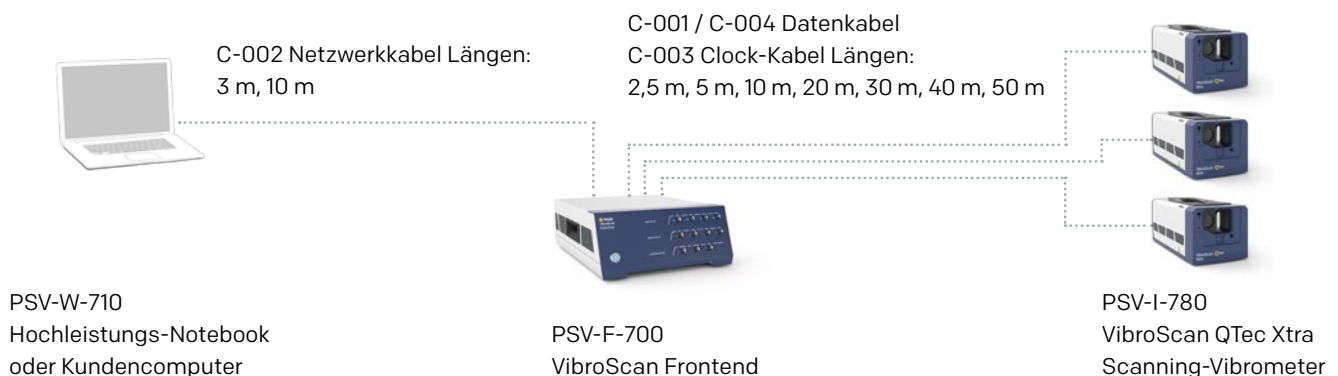 C-002 Netzwerkkabel Längen:
3 m, 10 m
C-001 / C-004 Datenkabel
C-003 Clock-Kabel Längen:
2,5 m, 5 m, 10 m, 20 m, 30 m, 40 m, 50 m
PSV-W-710
Hochleistungs-Notebook
oder Kundencomputer
PSV-F-700
VibroScan Frontend
PSV-I-780
VibroScan QTec Xtra
Scanning-Vibrometer